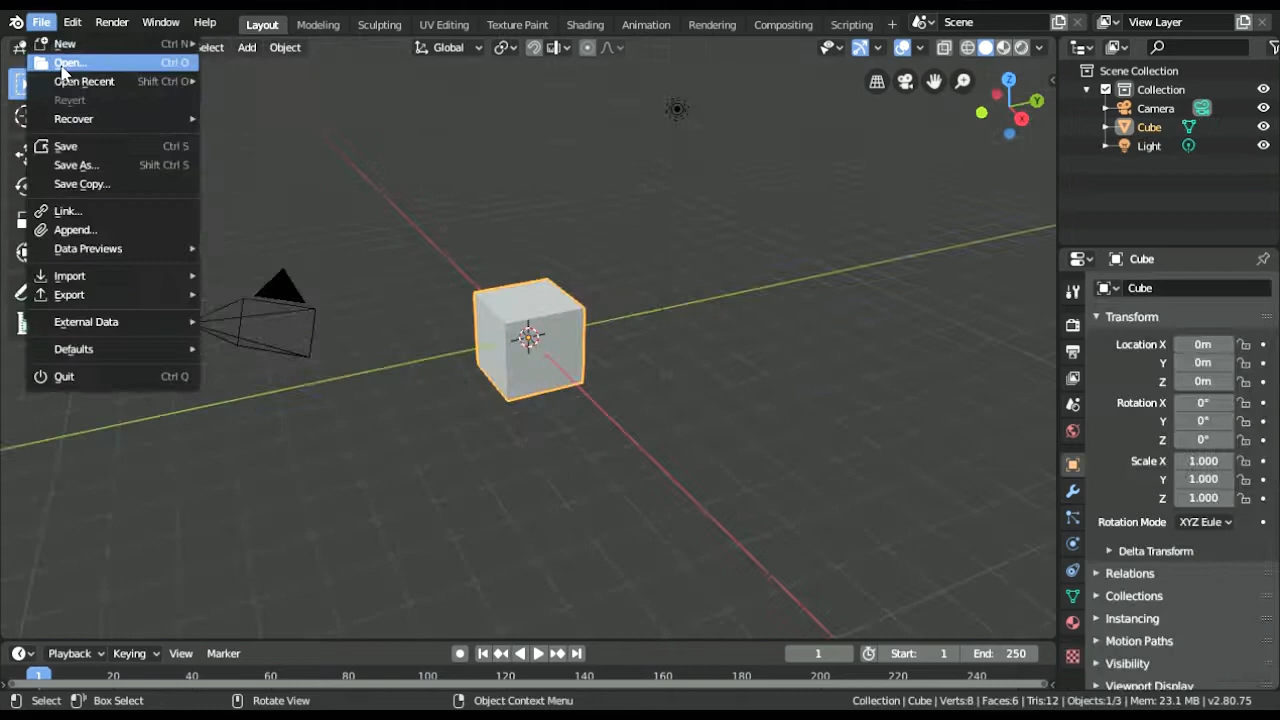 File Edit Render Window Help Layout Modeling Sculpting UV Editing Texture Paint Shading Animation Rendering Compositing Scripting + Scene View Layer
Add Object Global
New Ctrl N
Open... Ctrl O
Open Recent Shift Ctrl O
Revert
Recover
Save Ctrl S
Save As... Shift Ctrl S
Save Copy...
Link...
Append...
Data Previews
Import
Export
External Data
Defaults
Quit Ctrl Q
Z
Y
X
Scene Collection
Collection
Camera
Cube
Light
Cube
Cube
Transform
Location X 0m
Y 0m
Z 0m
Rotation X 0°
Y 0°
Z 0°
Scale X 1.000
Y 1.000
Z 1.000
Rotation Mode XYZ Eule
Delta Transform
Relations
Collections
Instancing
Motion Paths
Visibility
Viewport Display
Playback Keying View Marker 1 Start: 1 End: 250
1 20 40 60 80 100 120 140 160 180 200 220 240
Select Box Select Rotate View Object Context Menu Collection | Cube | Verts:8 | Faces:6 | Tris:12 | Objects:1/3 | Mem: 23.1 MB | v2.80.75